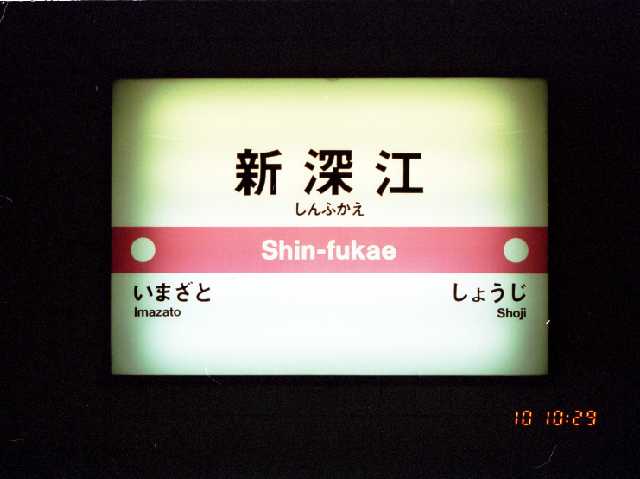 新深江
しんふかえ
Shin-fukae
いまざと
Imazato
しょうじ
Shoji
10 10:29